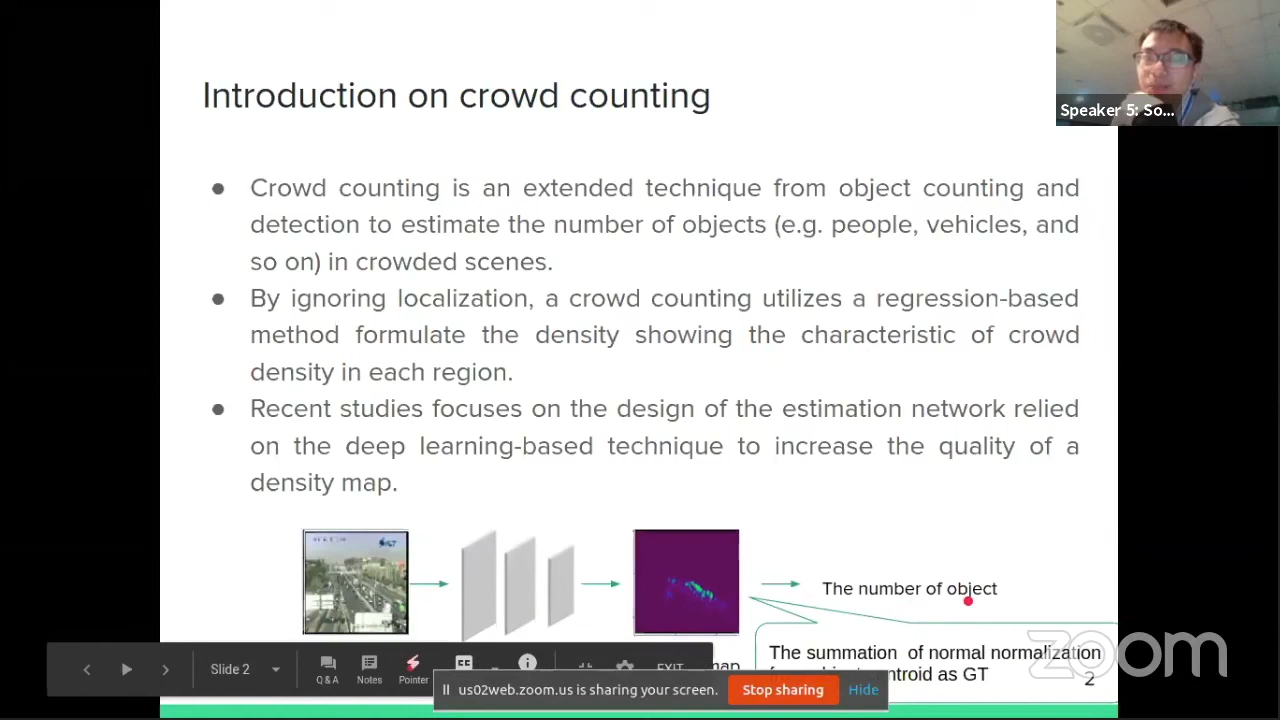 Introduction on crowd counting
Speaker 5: So...
● Crowd counting is an extended technique from object counting and
detection to estimate the number of objects (e.g. people, vehicles, and
so on) in crowded scenes.
● By ignoring localization, a crowd counting utilizes a regression-based
method formulate the density showing the characteristic of crowd
density in each region.
● Recent studies focuses on the design of the estimation network relied
on the deep learning-based technique to increase the quality of a
density map.
The number of object
The summation of normal normalization
centroid as GT
map
2
zoom
Slide 2
Q & A
Notes
Pointer
CC
EXIT
us02web.zoom.us is sharing your screen.
Stop sharing
Hide